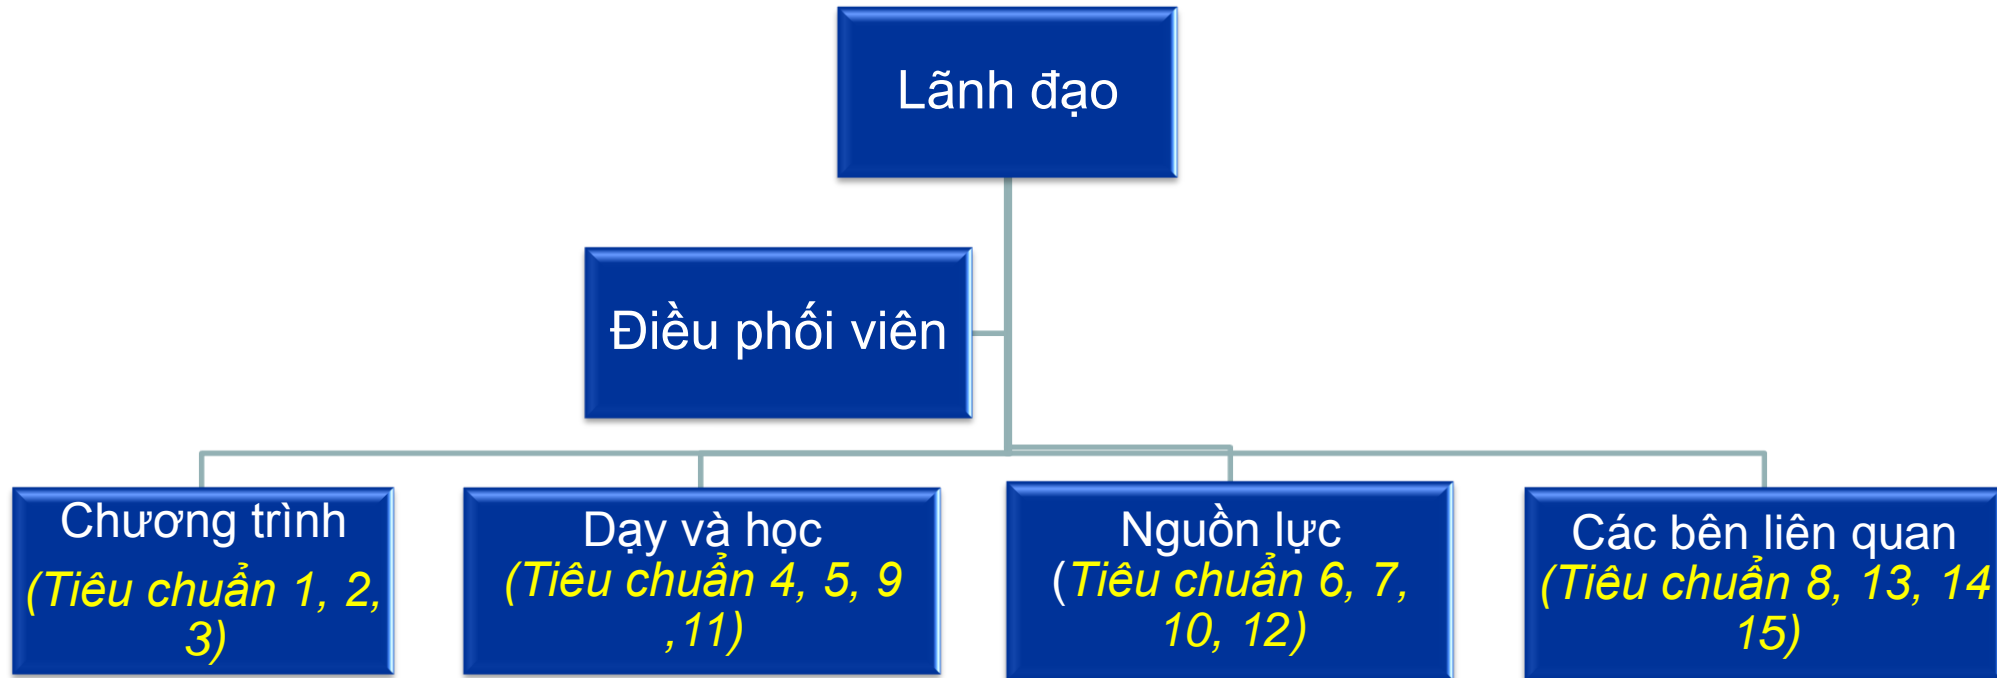 Lãnh đạo
Điều phối viên
Chương trình
(Tiêu chuẩn 1, 2,
3)
Dạy và học
(Tiêu chuẩn 4, 5, 9
,11)
Nguồn lực
(Tiêu chuẩn 6, 7,
10, 12)
Các bên liên quan
(Tiêu chuẩn 8, 13, 14
15)